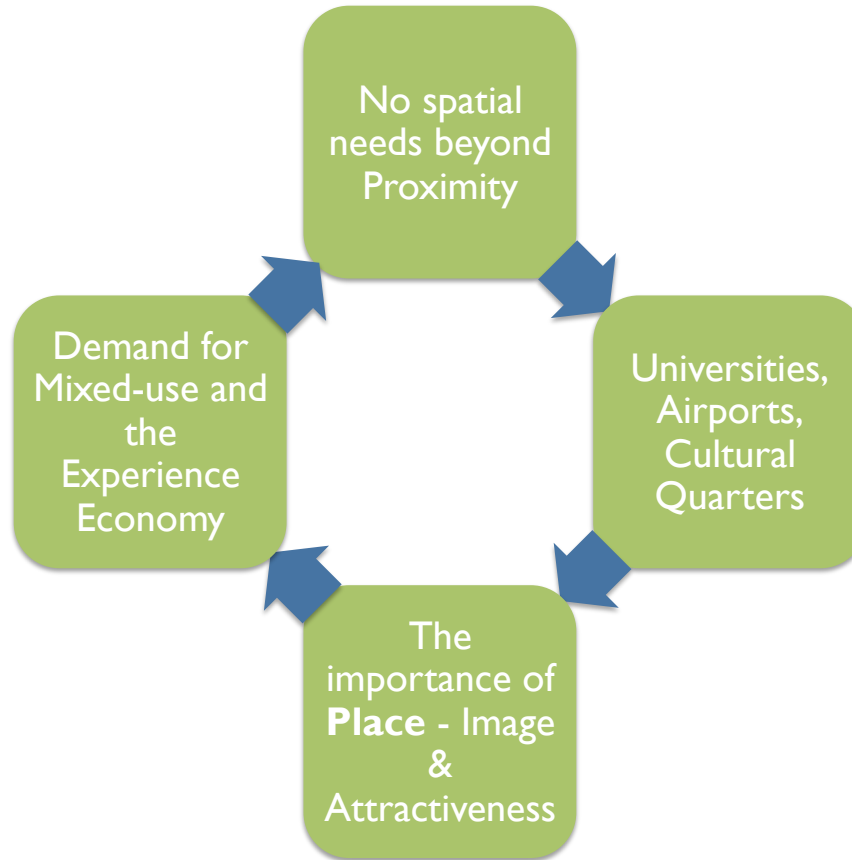 No spatial
needs beyond
Proximity
Universities,
Airports,
Cultural
Quarters
The
importance of
Place - Image
&
Attractiveness
Demand for
Mixed-use and
the
Experience
Economy